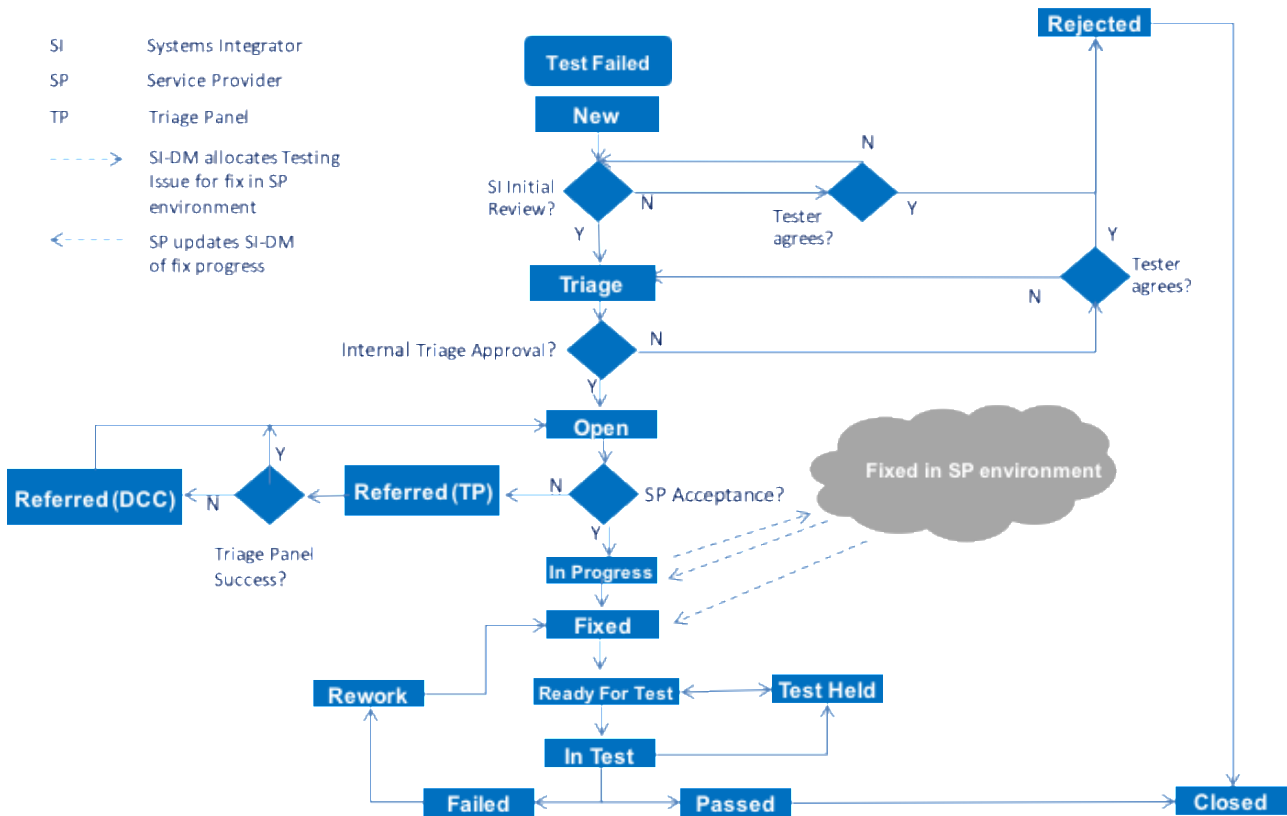 SI Systems Integrator
SP Service Provider
TP Triage Panel
SI-DM allocates Testing
Issue for fix in SP
environment
SP updates SI-DM
of fix progress
Test Failed
New
Rejected
N
SI Initial
Review?
N
Tester
agrees?
Y
Y
Y
Triage
N
Tester
agrees?
Internal Triage Approval?
N
Y
Open
Y
Fixed in SP environment
Referred (DCC)
N
Referred (TP)
N
SP Acceptance?
Y
Triage Panel
Success?
In Progress
Fixed
Rework
Ready For Test
Test Held
In Test
Failed
Passed
Closed